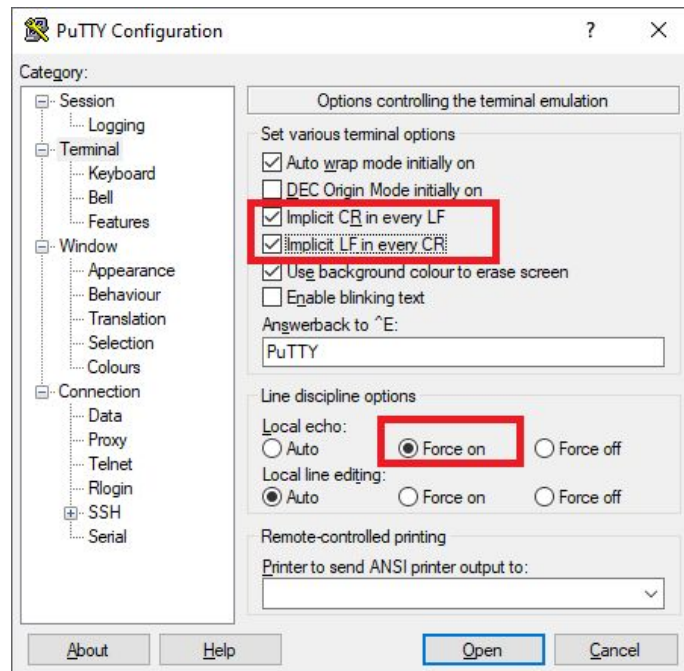 PuTTY Configuration
? X
Category:
Session
Logging
Terminal
Keyboard
Bell
Features
Window
Appearance
Behaviour
Translation
Selection
Colours
Connection
Data
Proxy
Telnet
Rlogin
SSH
Serial
Options controlling the terminal emulation
Set various terminal options
Auto wrap mode initially on
DEC Origin Mode initially on
Implicit CR in every LF
Implicit LF in every CR
Use background colour to erase screen
Enable blinking text
Answerback to ^E:
PuTTY
Line discipline options
Local echo:
Auto Force on Force off
Local line editing:
Auto Force on Force off
Remote-controlled printing
Printer to send ANSI printer output to:
About Help Open Cancel